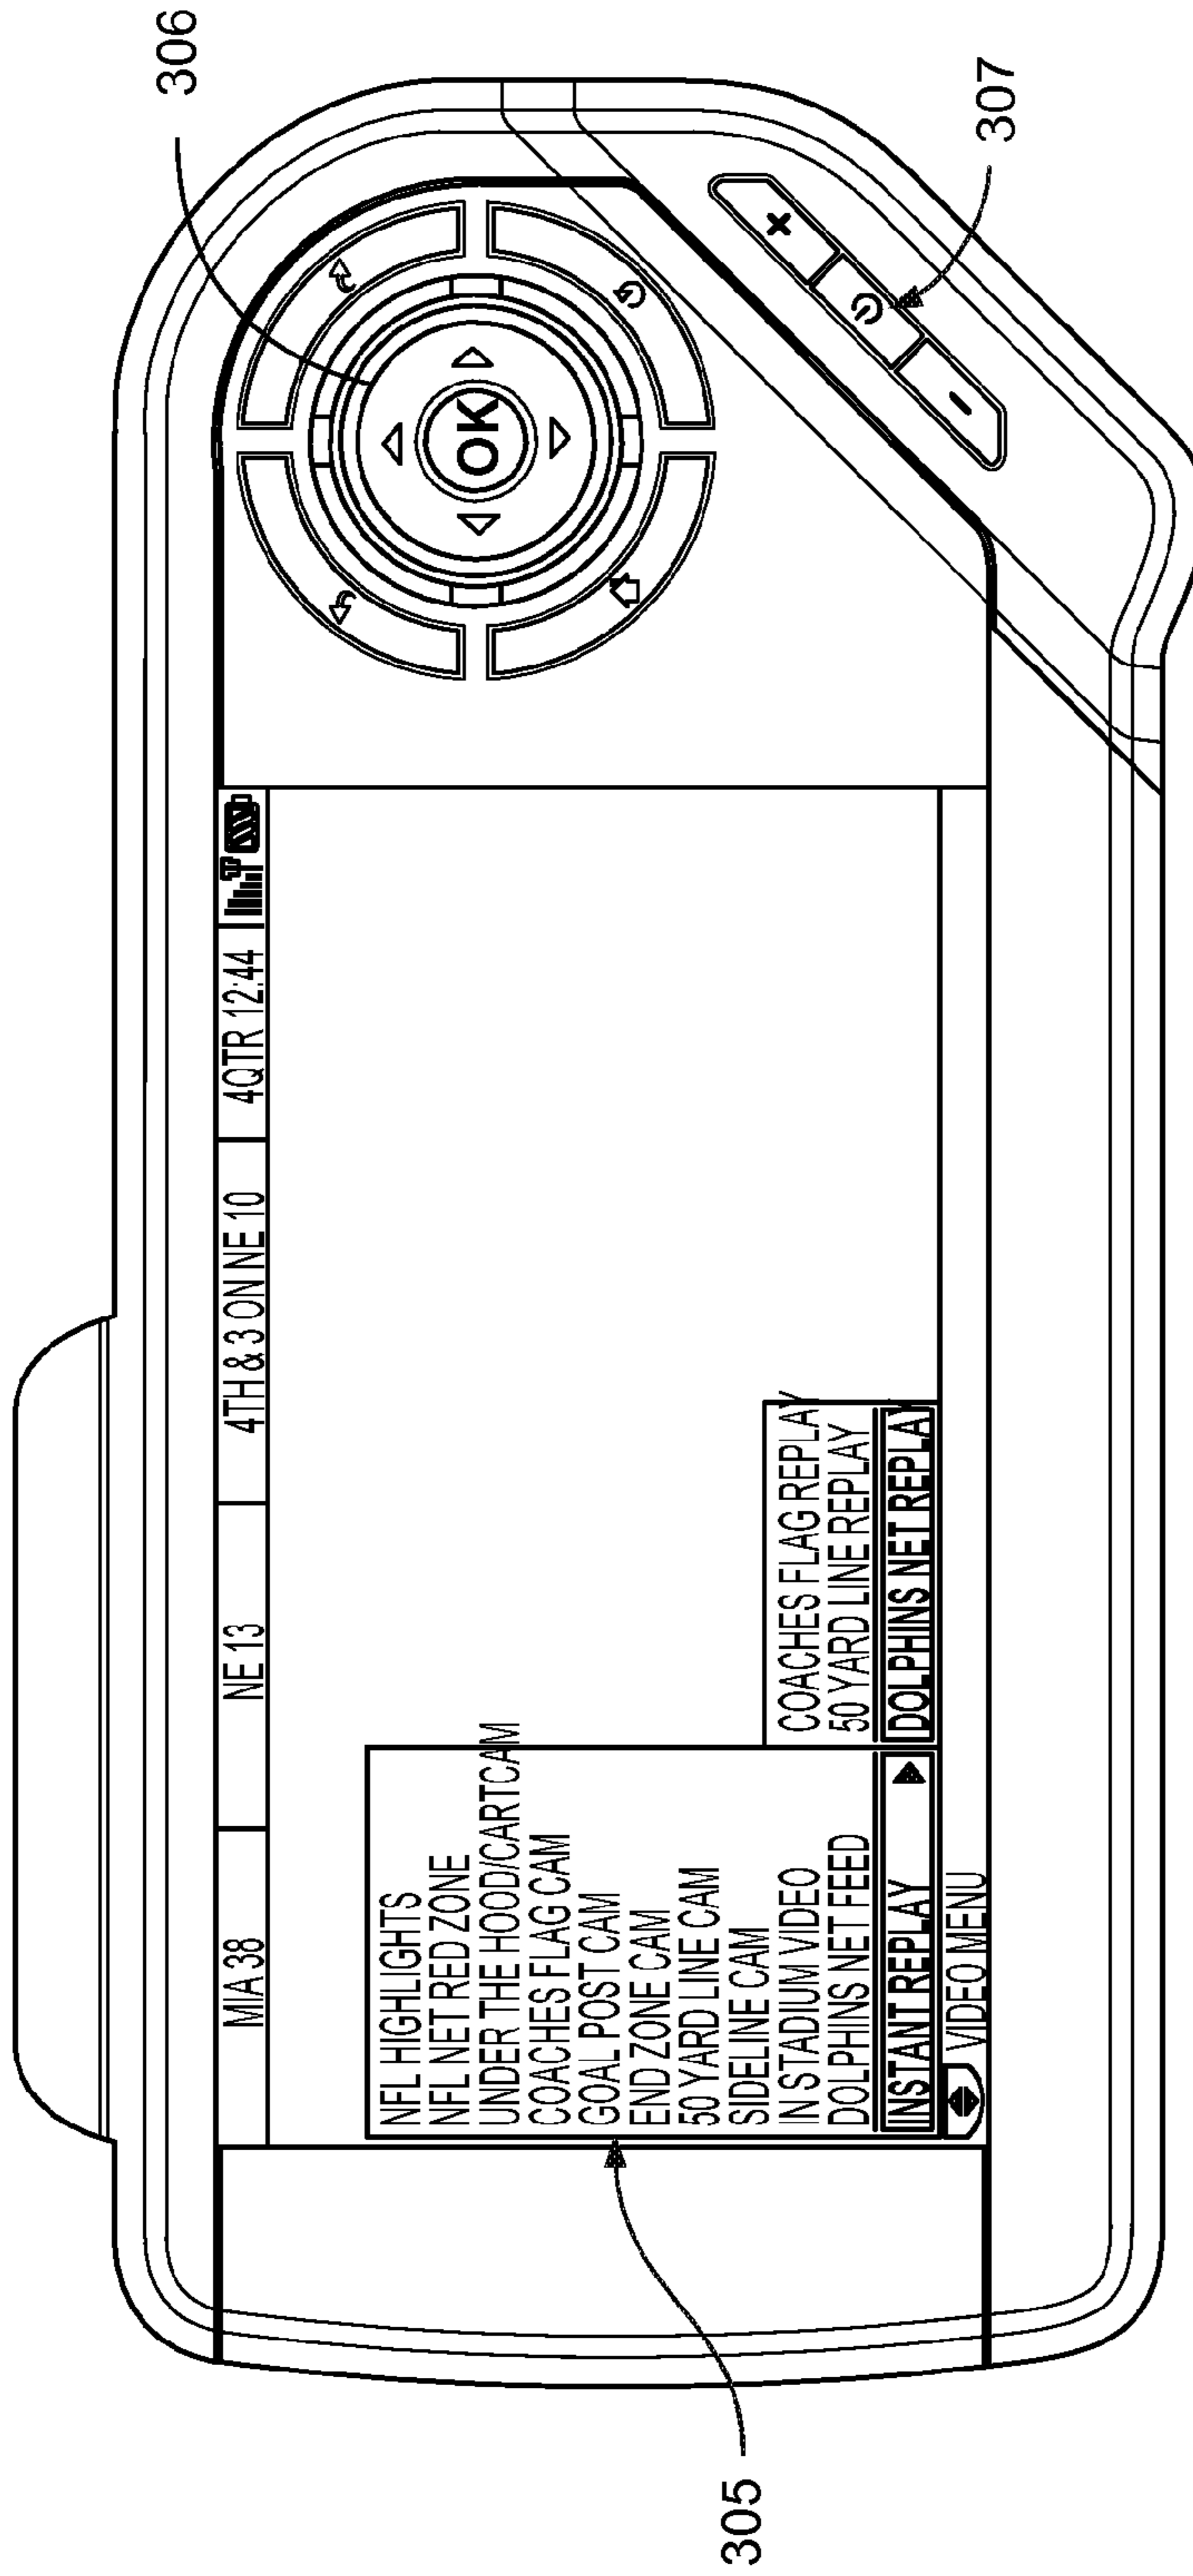 306
307
305
MIA 38
NE 13
4TH & 3 ON NE 10
4QTR 12:44
NFL HIGHLIGHTS
NFL NET RED ZONE
UNDER THE HOOD/CARTCAM
COACHES FLAG CAM
GOAL POST CAM
END ZONE CAM
50 YARD LINE CAM
SIDELINE CAM
IN STADIUM VIDEO
DOLPHINS NET FEED
INSTANT REPLAY
VIDEO MENU
COACHES FLAG REPLAY
50 YARD LINE REPLAY
DOLPHINS NET REPLAY
OK
+
-